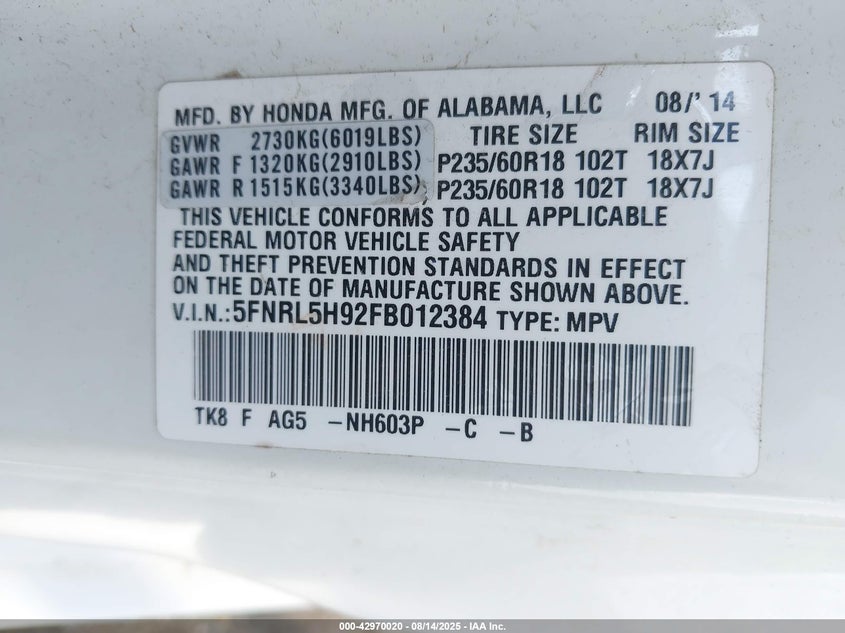 MFD. BY HONDA MFG. OF ALABAMA, LLC 08/'14
GVWR 2730KG(6019LBS) TIRE SIZE RIM SIZE
GAWR F 1320KG(2910LBS) P235/60R18 102T 18X7J
GAWR R 1515KG(3340LBS) P235/60R18 102T 18X7J
THIS VEHICLE CONFORMS TO ALL APPLICABLE
FEDERAL MOTOR VEHICLE SAFETY
AND THEFT PREVENTION STANDARDS IN EFFECT
ON THE DATE OF MANUFACTURE SHOWN ABOVE.
V.I.N.:5FNRL5H92FB012384 TYPE: MPV
TK8 F AG5 -NH603P -C -B
000-42970020 - 08/14/2025 - IAA Inc.